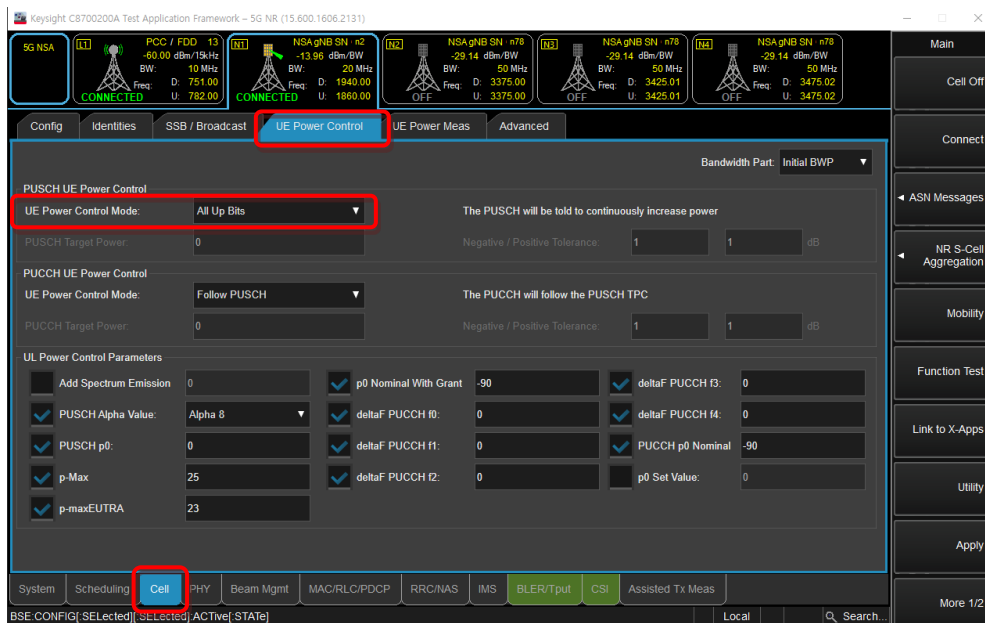 Keysight C8700200A Test Application Framework – 5G NR (15.600.1606.2131)
5G NSA
L1
PCC / FDD 13
-60.00 dBm/15kHz
BW: 10 MHz
Freq: D: 751.00
U: 782.00
CONNECTED
N1
NSA gNB SN - n2
-13.96 dBm/BW
BW: 20 MHz
Freq: D: 1940.00
U: 1860.00
CONNECTED
N2
NSA gNB SN - n78
-29.14 dBm/BW
BW: 50 MHz
Freq: D: 3375.00
U: 3375.00
OFF
N3
NSA gNB SN - n78
-29.14 dBm/BW
BW: 50 MHz
Freq: D: 3425.01
U: 3425.01
OFF
N4
NSA gNB SN - n78
-29.14 dBm/BW
BW: 50 MHz
Freq: D: 3475.02
U: 3475.02
OFF
Config Identities SSB / Broadcast UE Power Control UE Power Meas Advanced
Bandwidth Part: Initial BWP
PUSCH UE Power Control
UE Power Control Mode: All Up Bits The PUSCH will be told to continuously increase power
PUSCH Target Power: 0 Negative / Positive Tolerance: 1 1 dB
PUCCH UE Power Control
UE Power Control Mode: Follow PUSCH The PUCCH will follow the PUSCH TPC
PUCCH Target Power: 0 Negative / Positive Tolerance: 1 1 dB
UL Power Control Parameters
Add Spectrum Emission 0 p0 Nominal With Grant -90 deltaF PUCCH f3: 0
PUSCH Alpha Value: Alpha 8 deltaF PUCCH f0: 0 deltaF PUCCH f4: 0
PUSCH p0: 0 deltaF PUCCH f1: 0 PUCCH p0 Nominal -90
p-Max 25 deltaF PUCCH f2: 0 p0 Set Value: 0
p-maxEUTRA 23
System Scheduling Cell PHY Beam Mgmt MAC/RLC/PDCP RRC/NAS IMS BLER/Tput CSI Assisted Tx Meas
BSE:CONFIG[:SELected][:SELected]:ACTive[:STATe] Local Search...
Main
Cell Off
Connect
ASN Messages
NR S-Cell
Aggregation
Mobility
Function Test
Link to X-Apps
Utility
Apply
More 1/2